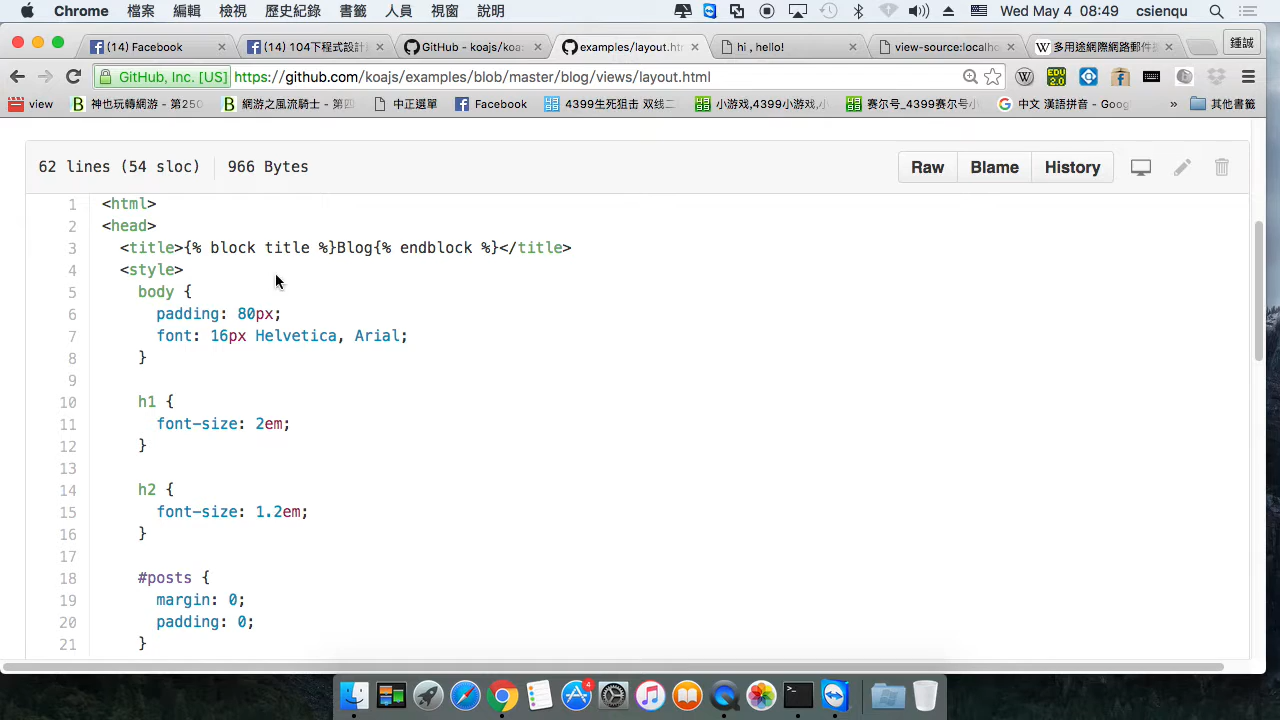 Chrome 檔案 編輯 檢視 歷史紀錄 書籤 人員 視窗 說明 Wed May 4 08:49 csienqu
(14) Facebook (14) 104下程式設計 GitHub - koajs/koa examples/layout.ht hi , hello! view-source:localho 多用途網際網路郵件 鍾誠
GitHub, Inc. [US] https://github.com/koajs/examples/blob/master/blog/views/layout.html
view 神也玩轉網游 - 第250 網游之風流騎士 - 第四 中正選單 Facebook 4399生死狙击 双线二 小游戏,4399小游戏,小 赛尔号_4399赛尔号小 中文 漢語拼音 - Goog » 其他書籤
62 lines (54 sloc) 966 Bytes Raw Blame History
1 <html>
2 <head>
3 <title>{% block title %}Blog{% endblock %}</title>
4 <style>
5 body {
6 padding: 80px;
7 font: 16px Helvetica, Arial;
8 }
9
10 h1 {
11 font-size: 2em;
12 }
13
14 h2 {
15 font-size: 1.2em;
16 }
17
18 #posts {
19 margin: 0;
20 padding: 0;
21 }
4